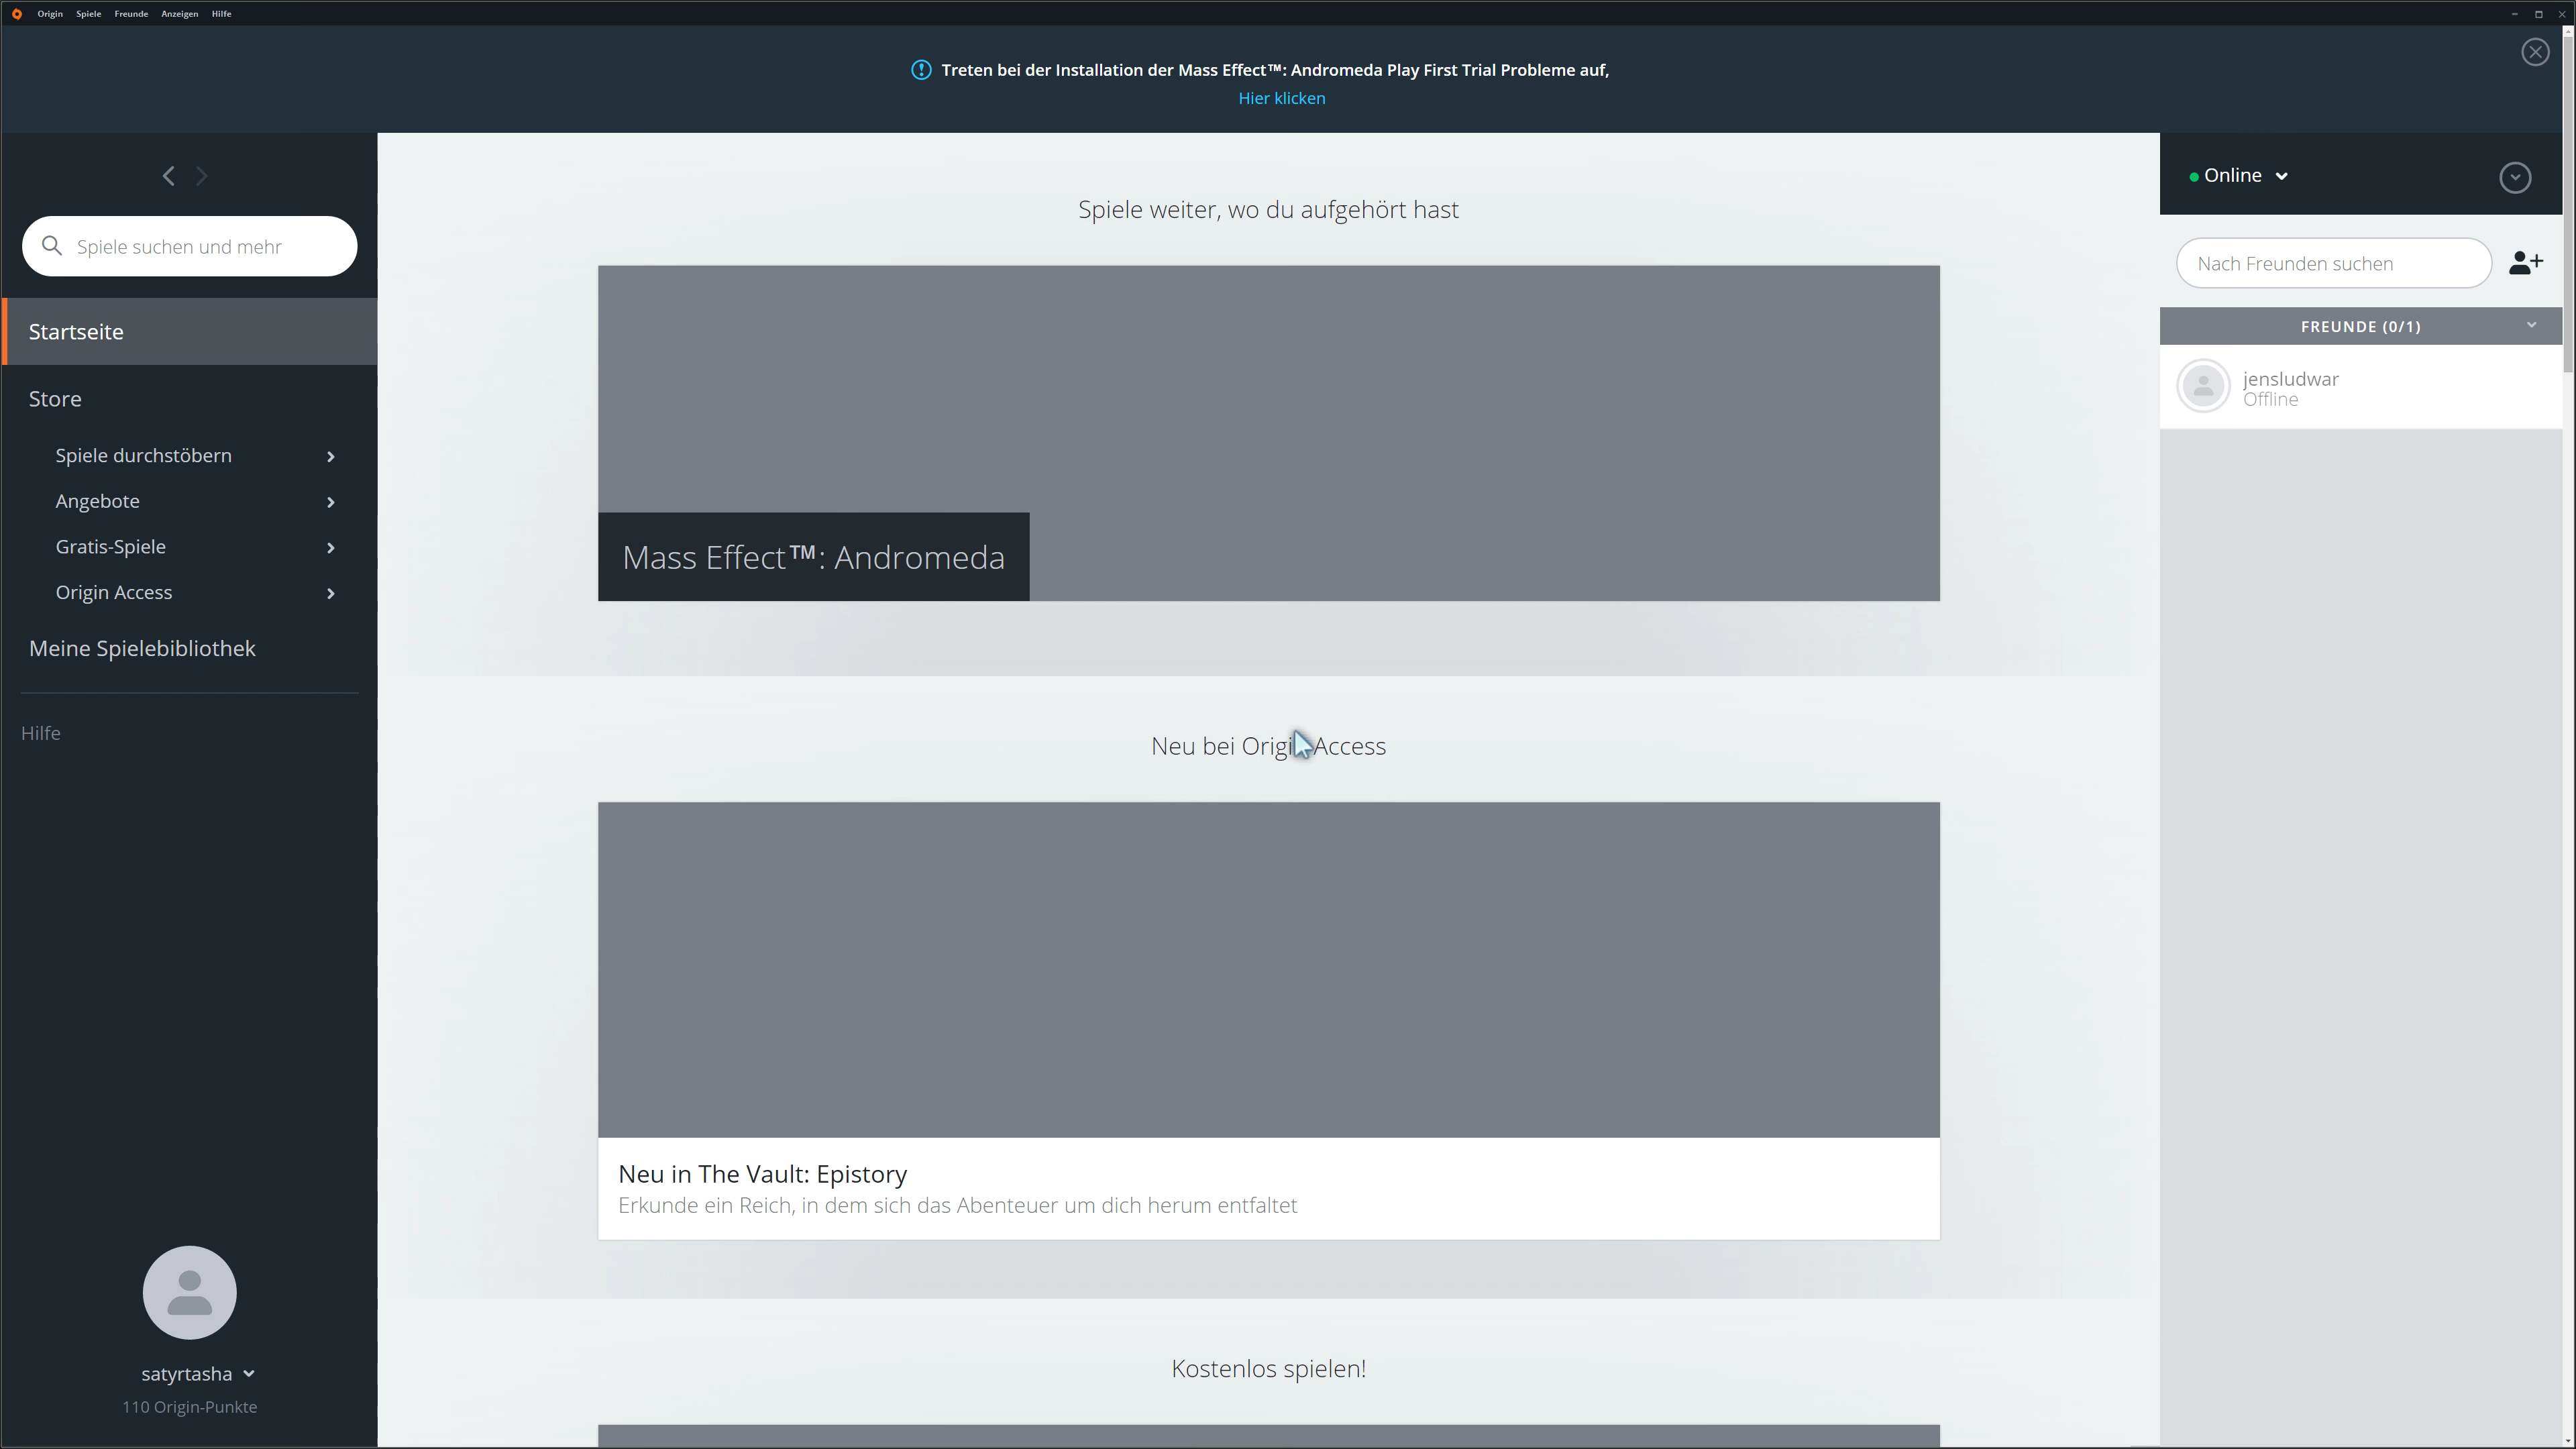 Origin Spiele Freunde Anzeigen Hilfe
Treten bei der Installation der Mass Effect™: Andromeda Play First Trial Probleme auf,
Hier klicken
Spiele suchen und mehr
Startseite
Store
Spiele durchstöbern
Angebote
Gratis-Spiele
Origin Access
Meine Spielebibliothek
Hilfe
satyrtasha
110 Origin-Punkte
Spiele weiter, wo du aufgehört hast
Mass Effect™: Andromeda
Neu bei Origin Access
Neu in The Vault: Epistory
Erkunde ein Reich, in dem sich das Abenteuer um dich herum entfaltet
Kostenlos spielen!
Online
Nach Freunden suchen
FREUNDE (0/1)
jensludwar
Offline